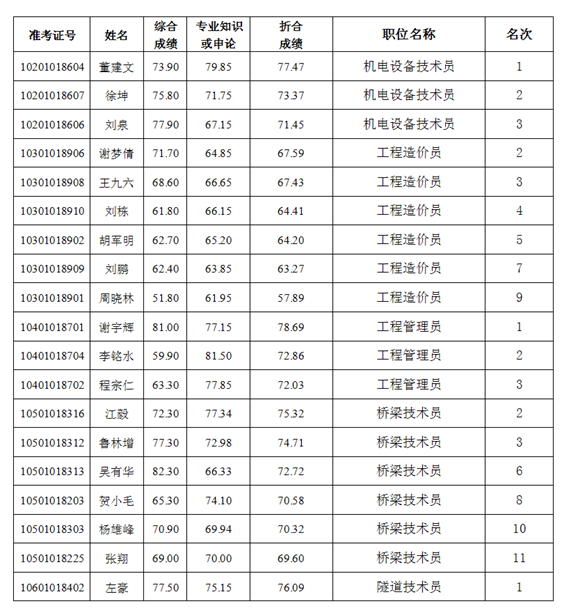 准考证号 姓名 综合成绩 专业知识或申论 折合成绩 职位名称 名次
10201018604 董建文 73.90 79.85 77.47 机电设备技术员 1
10201018607 徐坤 75.80 71.75 73.37 机电设备技术员 2
10201018606 刘泉 77.90 67.15 71.45 机电设备技术员 3
10301018906 谢梦倩 71.70 64.85 67.59 工程造价员 2
10301018908 王九六 68.60 66.65 67.43 工程造价员 3
10301018910 刘栋 61.80 66.15 64.41 工程造价员 4
10301018902 胡军明 62.70 65.20 64.20 工程造价员 5
10301018909 刘鹏 62.40 63.85 63.27 工程造价员 7
10301018901 周晓林 51.80 61.95 57.89 工程造价员 9
10401018701 谢宇辉 81.00 77.15 78.69 工程管理员 1
10401018704 李铭水 59.90 81.50 72.86 工程管理员 2
10401018702 程宗仁 63.30 77.85 72.03 工程管理员 3
10501018316 江毅 72.30 77.34 75.32 桥梁技术员 2
10501018312 鲁林增 77.30 72.98 74.71 桥梁技术员 3
10501018313 吴有华 82.30 66.33 72.72 桥梁技术员 6
10501018203 贺小毛 65.30 74.10 70.58 桥梁技术员 8
10501018303 杨雄峰 70.90 69.94 70.32 桥梁技术员 10
10501018225 张翔 69.00 70.00 69.60 桥梁技术员 11
10601018402 左豪 77.50 75.15 76.09 隧道技术员 1